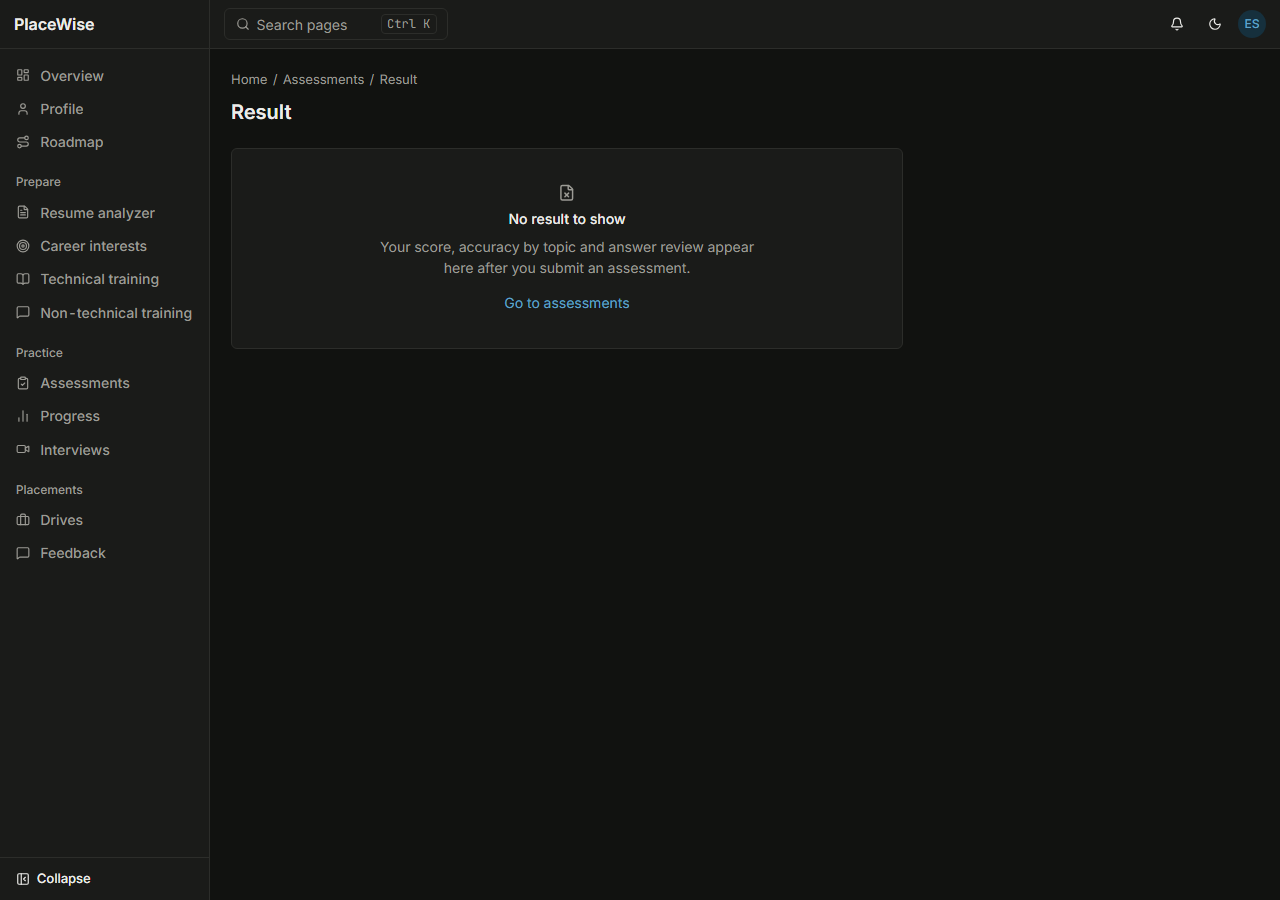 PlaceWise
Search pages
Ctrl K
ES
Overview
Profile
Roadmap
Prepare
Resume analyzer
Career interests
Technical training
Non-technical training
Practice
Assessments
Progress
Interviews
Placements
Drives
Feedback
Collapse
Home / Assessments / Result
Result
No result to show
Your score, accuracy by topic and answer review appear
here after you submit an assessment.
Go to assessments